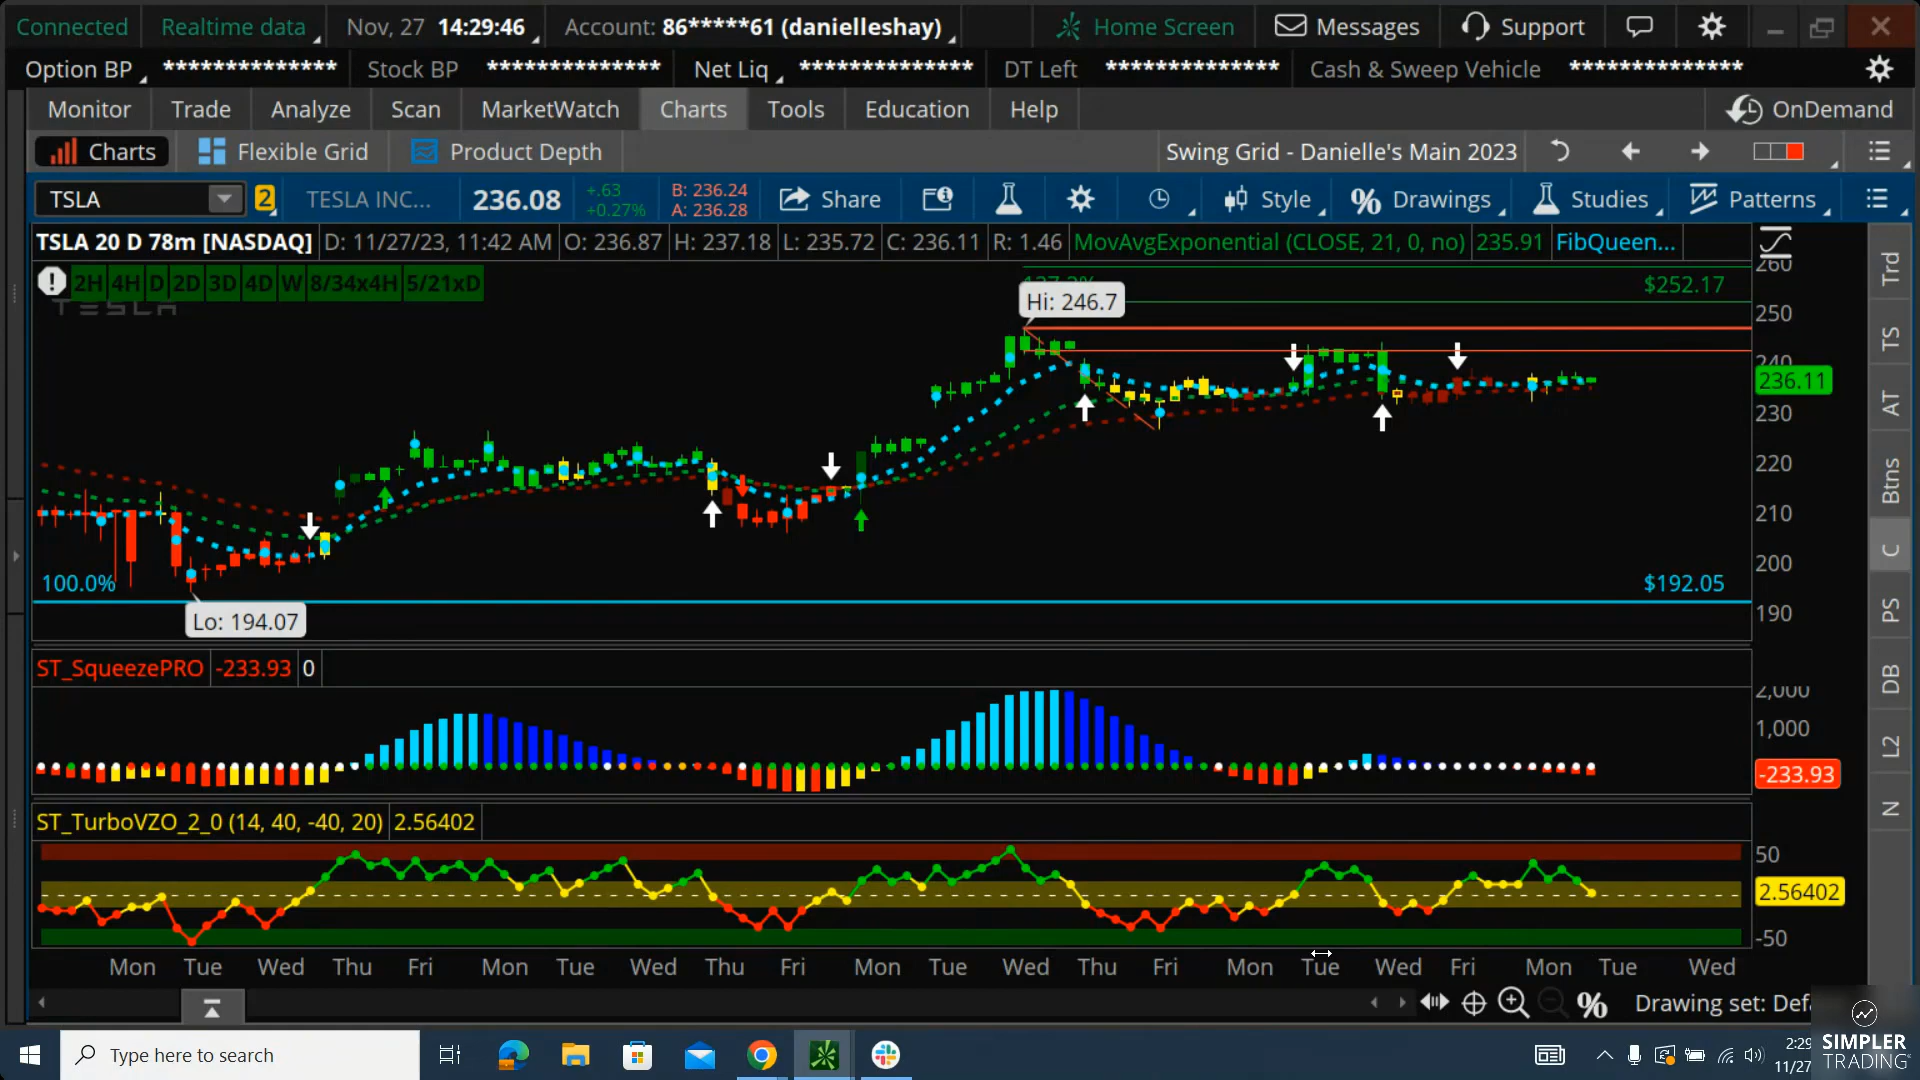 Connected Realtime data Nov, 27 14:29:46 Account: 86*****61 (danielleshay) Home Screen Messages Support
Option BP ************** Stock BP ************** Net Liq ************** DT Left ************** Cash & Sweep Vehicle **************
Monitor Trade Analyze Scan MarketWatch Charts Tools Education Help OnDemand
Charts Flexible Grid Product Depth Swing Grid - Danielle's Main 2023
TSLA 2 TESLA INC... 236.08 +.63 +0.27% B: 236.24 A: 236.28 Share Style Drawings Studies Patterns
TSLA 20 D 78m [NASDAQ] D: 11/27/23, 11:42 AM O: 236.87 H: 237.18 L: 235.72 C: 236.11 R: 1.46 MovAvgExponential (CLOSE, 21, 0, no) 235.91 FibQueen...
2H 4H D 2D 3D 4D W 8/34x4H 5/21xD
TESLA
$252.17
Hi: 246.7
260
250
240
236.11
230
220
210
200
190
100.0% $192.05
Lo: 194.07
ST_SqueezePRO -233.93 0
2,000
1,000
-233.93
ST_TurboVZO_2_0 (14, 40, -40, 20) 2.56402
50
2.56402
-50
Mon Tue Wed Thu Fri Mon Tue Wed Thu Fri Mon Tue Wed Thu Fri Mon Tue Wed Fri Mon Tue Wed
Drawing set: Defa
Trd
TS
AT
Btns
C
PS
DB
L2
N
Type here to search
2:29
11/27
SIMPLER
TRADING